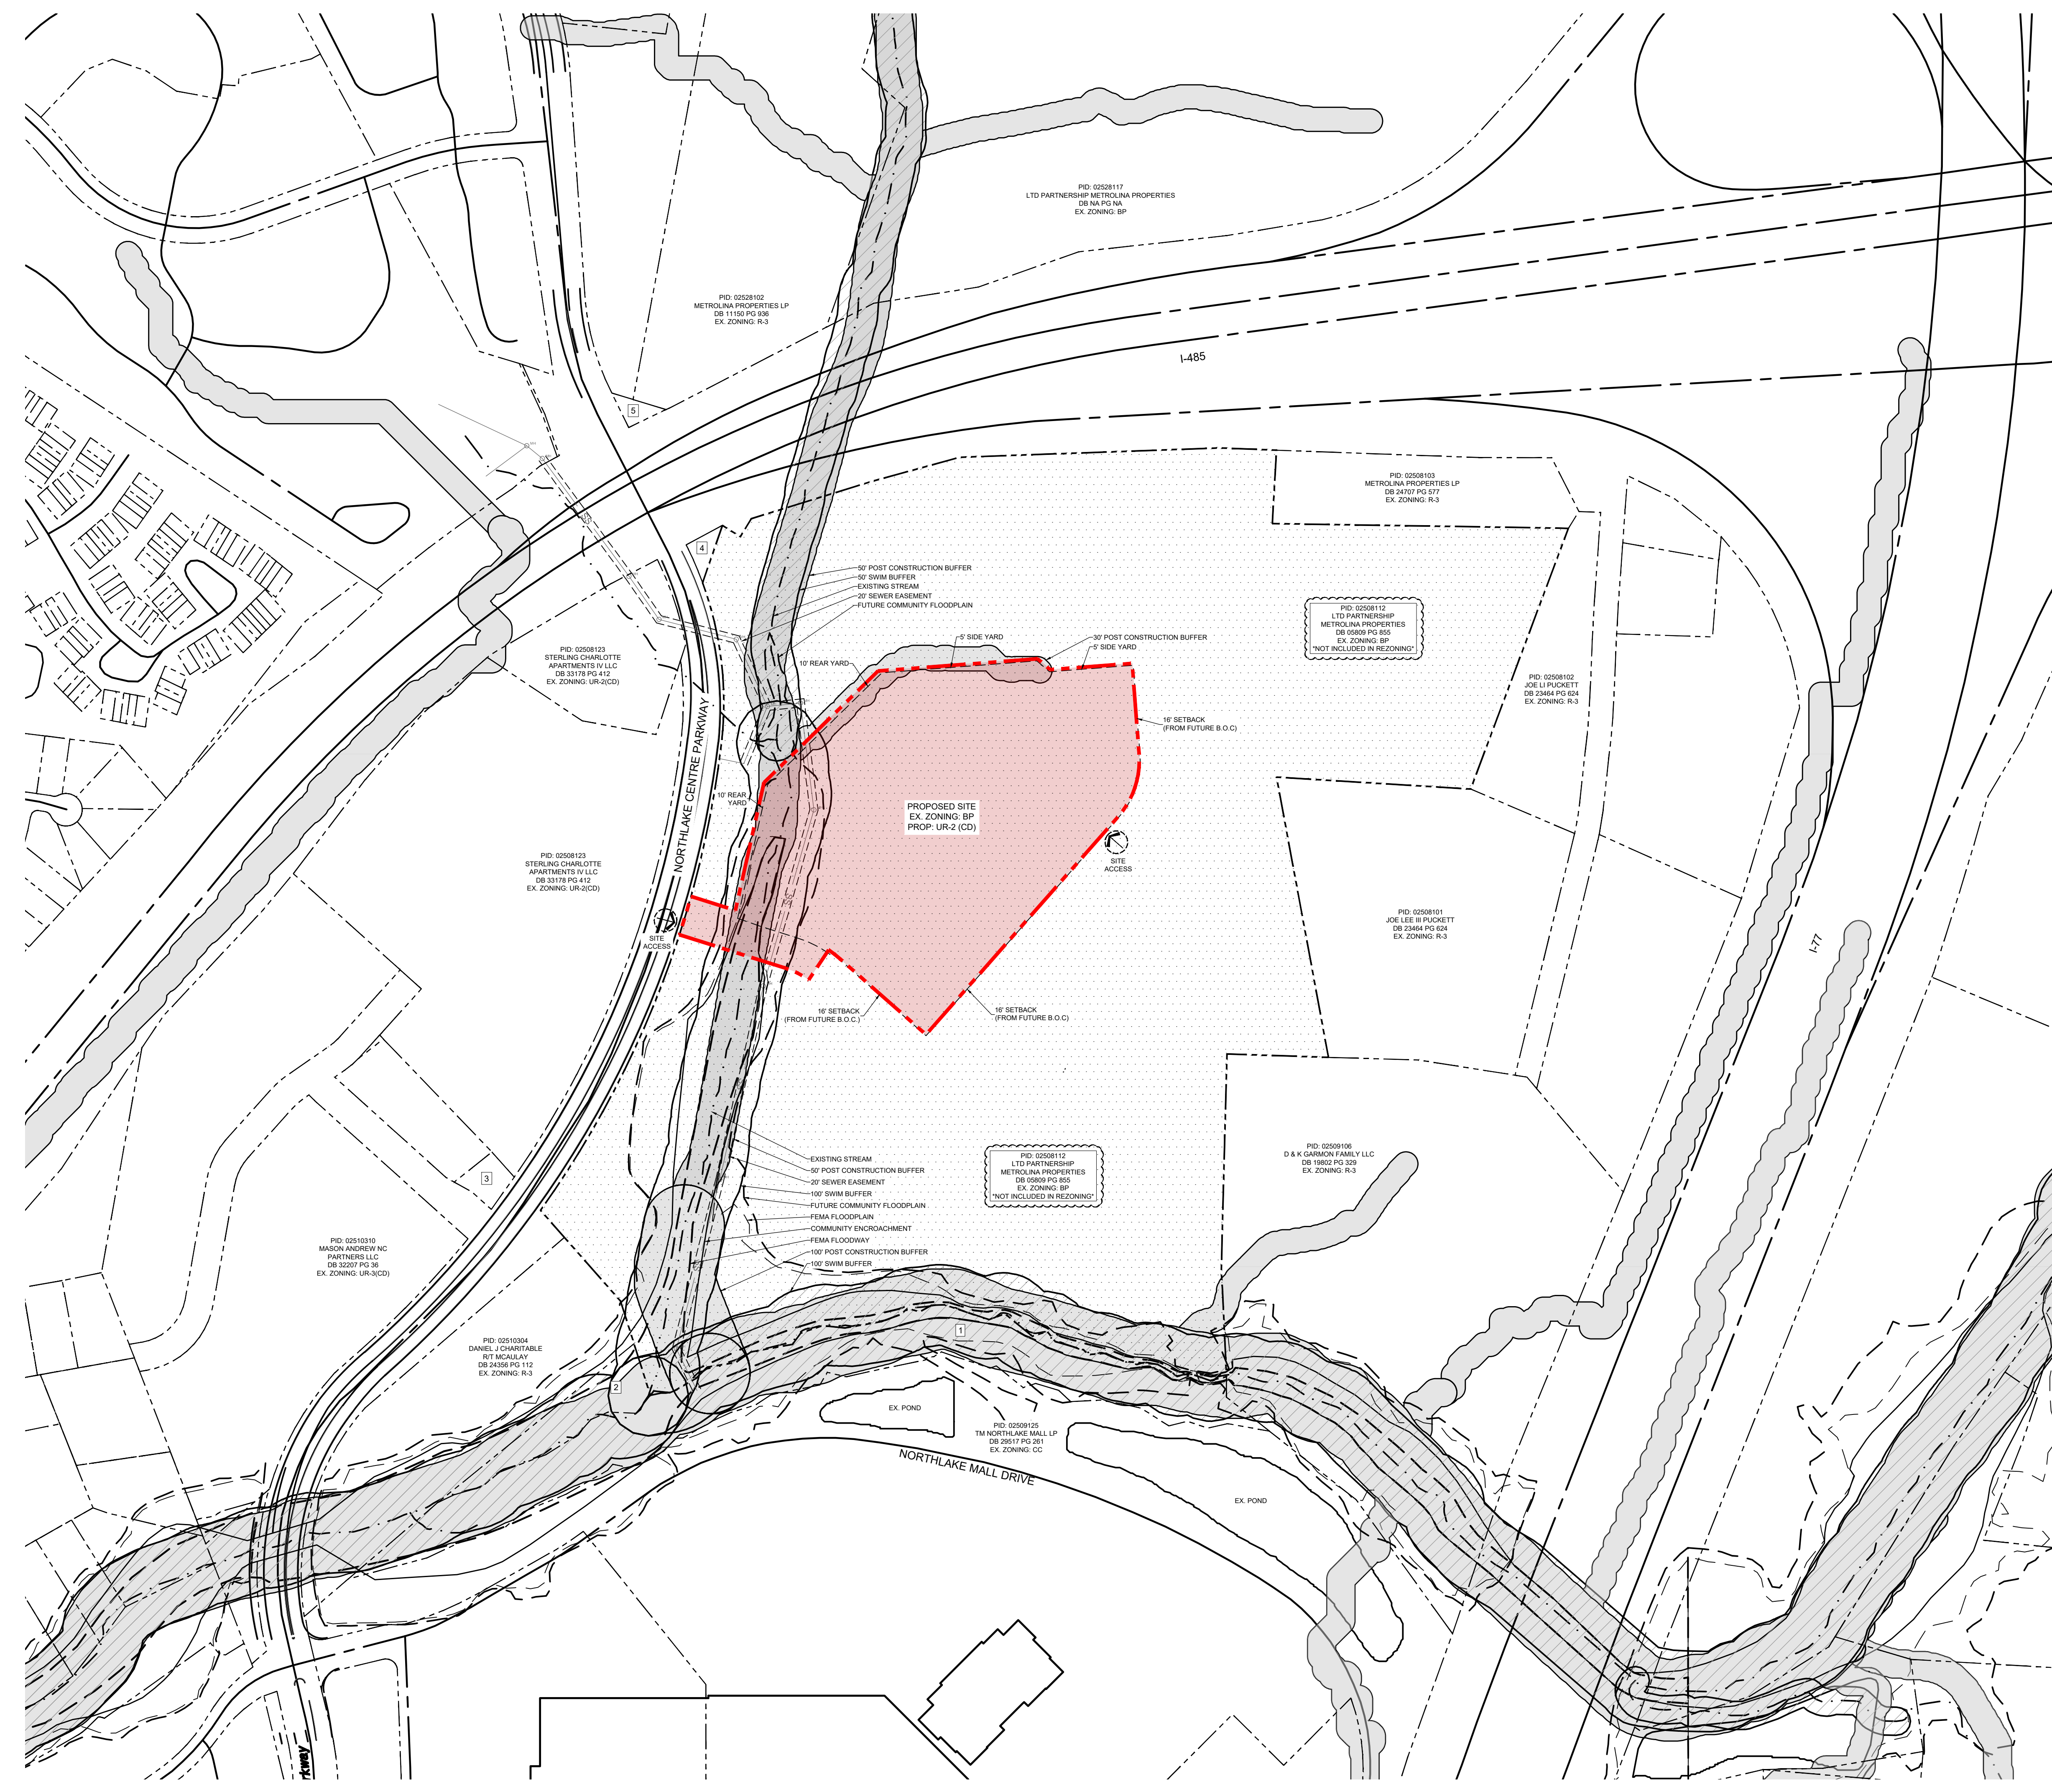 PID: 02528117
LTD PARTNERSHIP METROLINA PROPERTIES
DB NA PG NA
EX. ZONING: BP
PID: 02528102
METROLINA PROPERTIES LP
DB 11150 PG 936
EX. ZONING: R-3
I-485
5
PID: 02508103
METROLINA PROPERTIES LP
DB 24707 PG 577
EX. ZONING: R-3
4
50' POST CONSTRUCTION BUFFER
50' SWIM BUFFER
EXISTING STREAM
20' SEWER EASEMENT
FUTURE COMMUNITY FLOODPLAIN
PID: 02508112
LTD PARTNERSHIP
METROLINA PROPERTIES
DB 05809 PG 855
EX. ZONING: BP
*NOT INCLUDED IN REZONING*
5' SIDE YARD
30' POST CONSTRUCTION BUFFER
5' SIDE YARD
10' REAR YARD
PID: 02508123
STERLING CHARLOTTE
APARTMENTS IV LLC
DB 33178 PG 412
EX. ZONING: UR-2(CD)
PID: 02508102
JOE LI PUCKETT
DB 23464 PG 624
EX. ZONING: R-3
16' SETBACK
(FROM FUTURE B.O.C)
NORTHLAKE CENTRE PARKWAY
10' REAR
YARD
PROPOSED SITE
EX. ZONING: BP
PROP: UR-2 (CD)
SITE
ACCESS
PID: 02508123
STERLING CHARLOTTE
APARTMENTS IV LLC
DB 33178 PG 412
EX. ZONING: UR-2(CD)
PID: 02508101
JOE LEE III PUCKETT
DB 23464 PG 624
EX. ZONING: R-3
SITE
ACCESS
I-77
16' SETBACK
(FROM FUTURE B.O.C.)
16' SETBACK
(FROM FUTURE B.O.C)
EXISTING STREAM
50' POST CONSTRUCTION BUFFER
20' SEWER EASEMENT
100' SWIM BUFFER
FUTURE COMMUNITY FLOODPLAIN
FEMA FLOODPLAIN
COMMUNITY ENCROACHMENT
FEMA FLOODWAY
100' POST CONSTRUCTION BUFFER
100' SWIM BUFFER
PID: 02508112
LTD PARTNERSHIP
METROLINA PROPERTIES
DB 05809 PG 855
EX. ZONING: BP
*NOT INCLUDED IN REZONING*
PID: 02509106
D & K GARMON FAMILY LLC
DB 19802 PG 329
EX. ZONING: R-3
3
PID: 02510310
MASON ANDREW NC
PARTNERS LLC
DB 32207 PG 36
EX. ZONING: UR-3(CD)
1
PID: 02510304
DANIEL J CHARITABLE
R/T MCAULAY
DB 24356 PG 112
EX. ZONING: R-3
2
EX. POND
PID: 02509125
TM NORTHLAKE MALL LP
DB 29517 PG 261
EX. ZONING: CC
NORTHLAKE MALL DRIVE
EX. POND
rkway